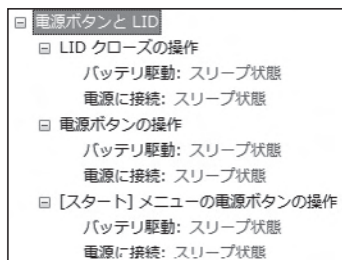 電源ボタンと LID
LID クローズの操作
バッテリ駆動: スリープ状態
電源に接続: スリープ状態
電源ボタンの操作
バッテリ駆動: スリープ状態
電源に接続: スリープ状態
[スタート] メニューの電源ボタンの操作
バッテリ駆動: スリープ状態
電源に接続: スリープ状態